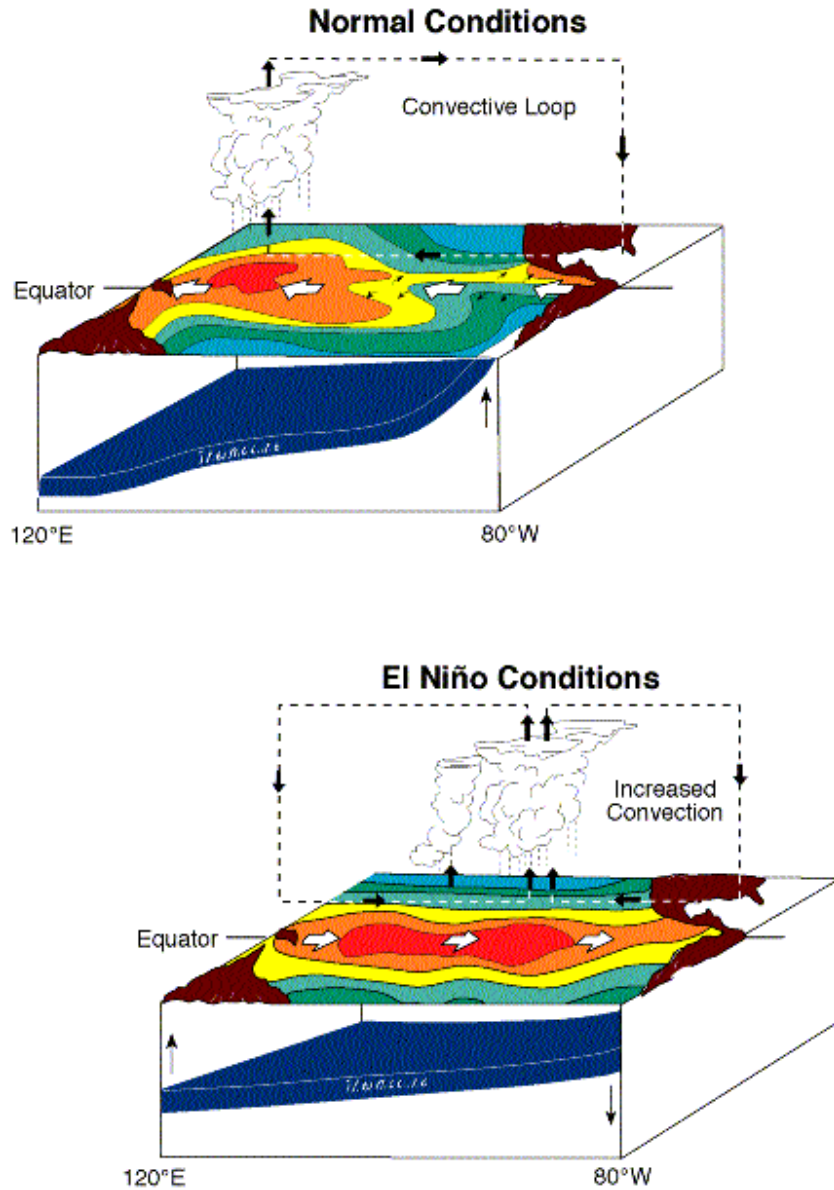 Normal Conditions
Convective Loop
Equator
120°E
80°W
El Niño Conditions
Increased
Convection
Equator
120°E
80°W